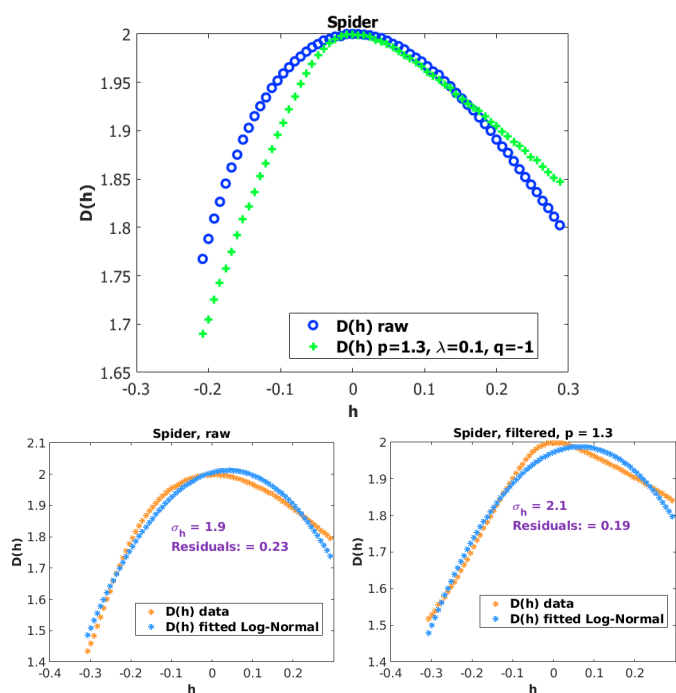 Spider
2
1.95
1.9
1.85
1.8
1.75
1.7
1.65
D(h)
D(h) raw
D(h) p=1.3, λ=0.1, q=-1
-0.3 -0.2 -0.1 0 0.1 0.2 0.3
h
Spider, raw
2.1
2
1.9
1.8
1.7
1.6
1.5
1.4
D(h)
σh = 1.9
Residuals: = 0.23
D(h) data
D(h) fitted Log-Normal
-0.4 -0.3 -0.2 -0.1 0 0.1 0.2
h
Spider, filtered, p = 1.3
2
1.9
1.8
1.7
1.6
1.5
1.4
D(h)
σh = 2.1
Residuals: = 0.19
D(h) data
D(h) fitted Log-Normal
-0.4 -0.3 -0.2 -0.1 0 0.1 0.2
h